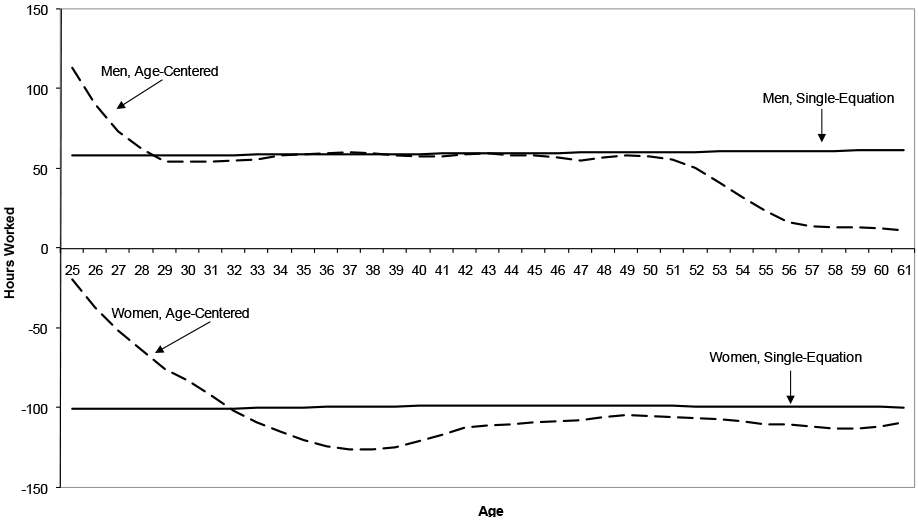 150
Men, Age-Centered
100
Men, Single-Equation
50
0
25 26 27 28 29 30 31 32 33 34 35 36 37 38 39 40 41 42 43 44 45 46 47 48 49 50 51 52 53 54 55 56 57 58 59 60 61
Hours Worked
Women, Age-Centered
-50
Women, Single-Equation
-100
-150
Age